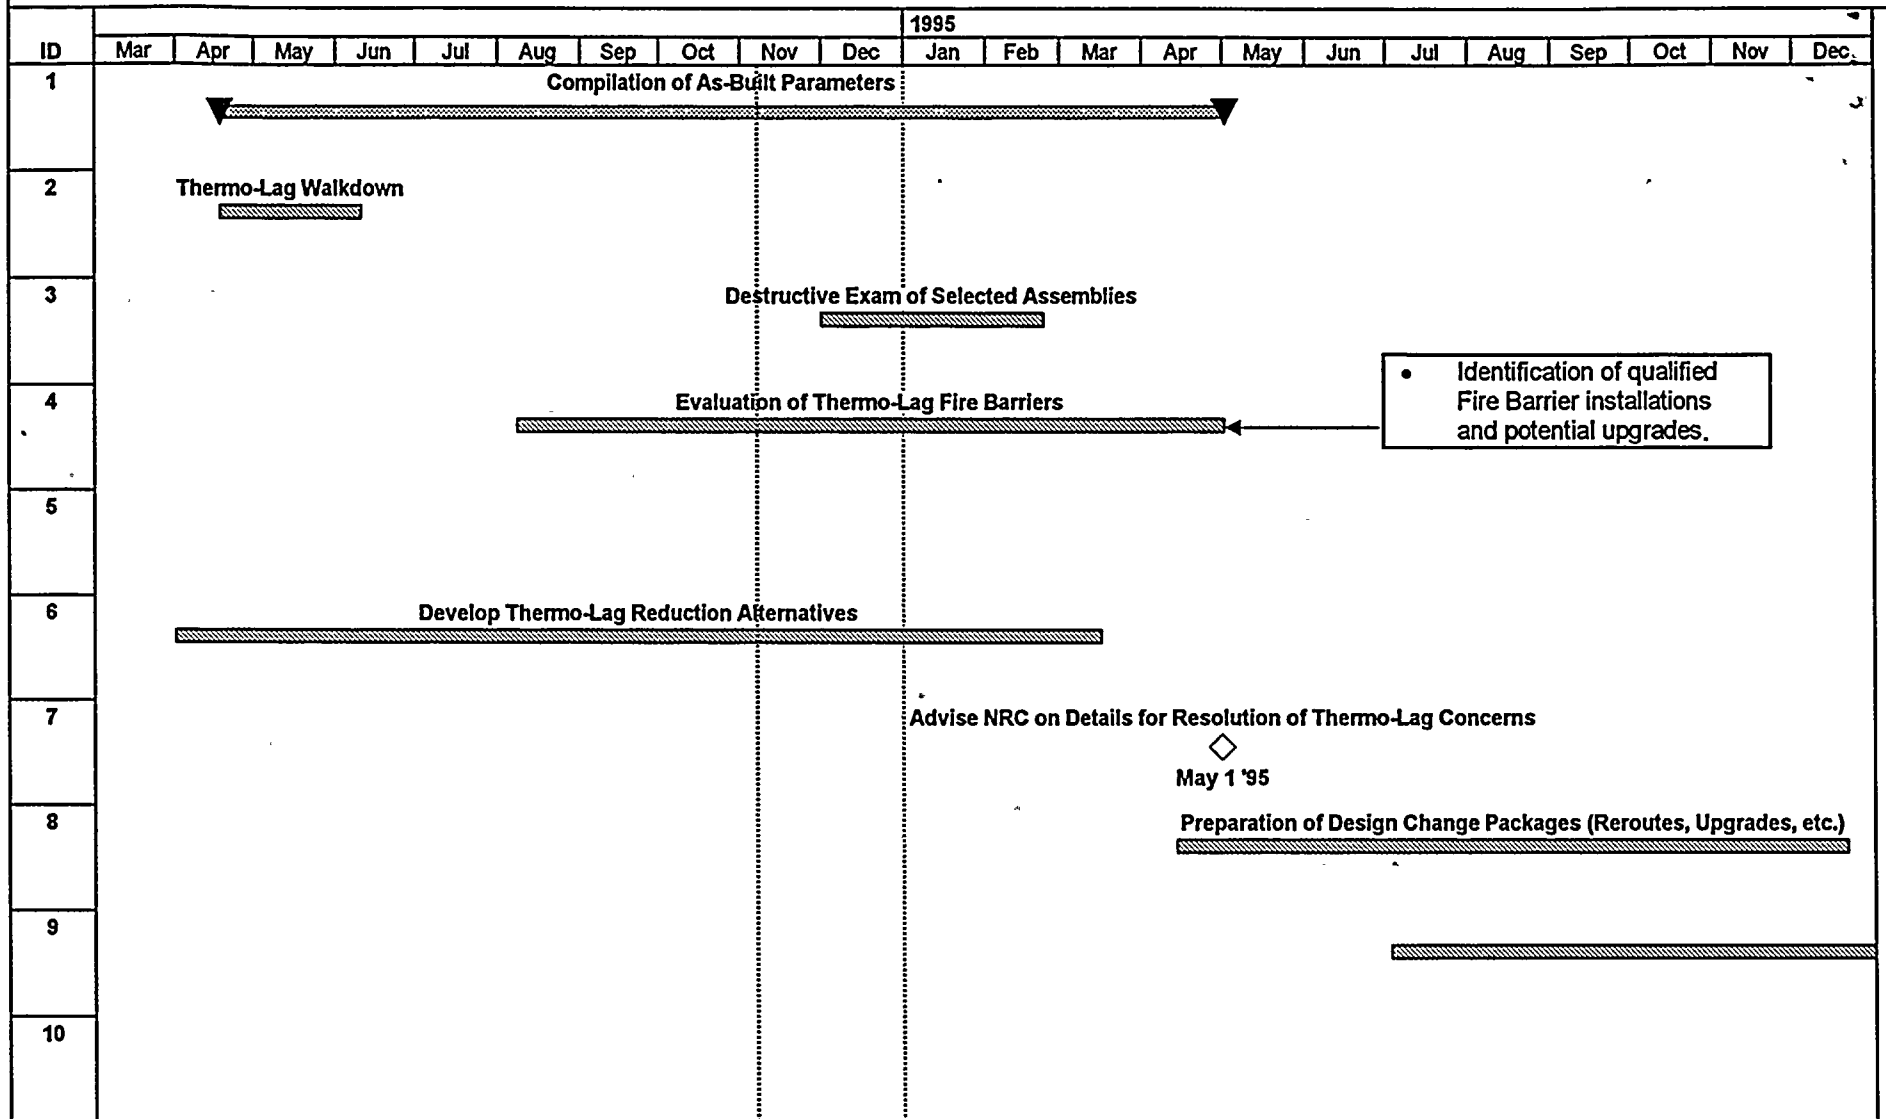 1995
ID Mar Apr May Jun Jul Aug Sep Oct Nov Dec Jan Feb Mar Apr May Jun Jul Aug Sep Oct Nov Dec
1
Compilation of As-Built Parameters
2
Thermo-Lag Walkdown
3
Destructive Exam of Selected Assemblies
4
Evaluation of Thermo-Lag Fire Barriers
• Identification of qualified
Fire Barrier installations
and potential upgrades.
5
6
Develop Thermo-Lag Reduction Alternatives
7
Advise NRC on Details for Resolution of Thermo-Lag Concerns
May 1 '95
8
Preparation of Design Change Packages (Reroutes, Upgrades, etc.)
9
10